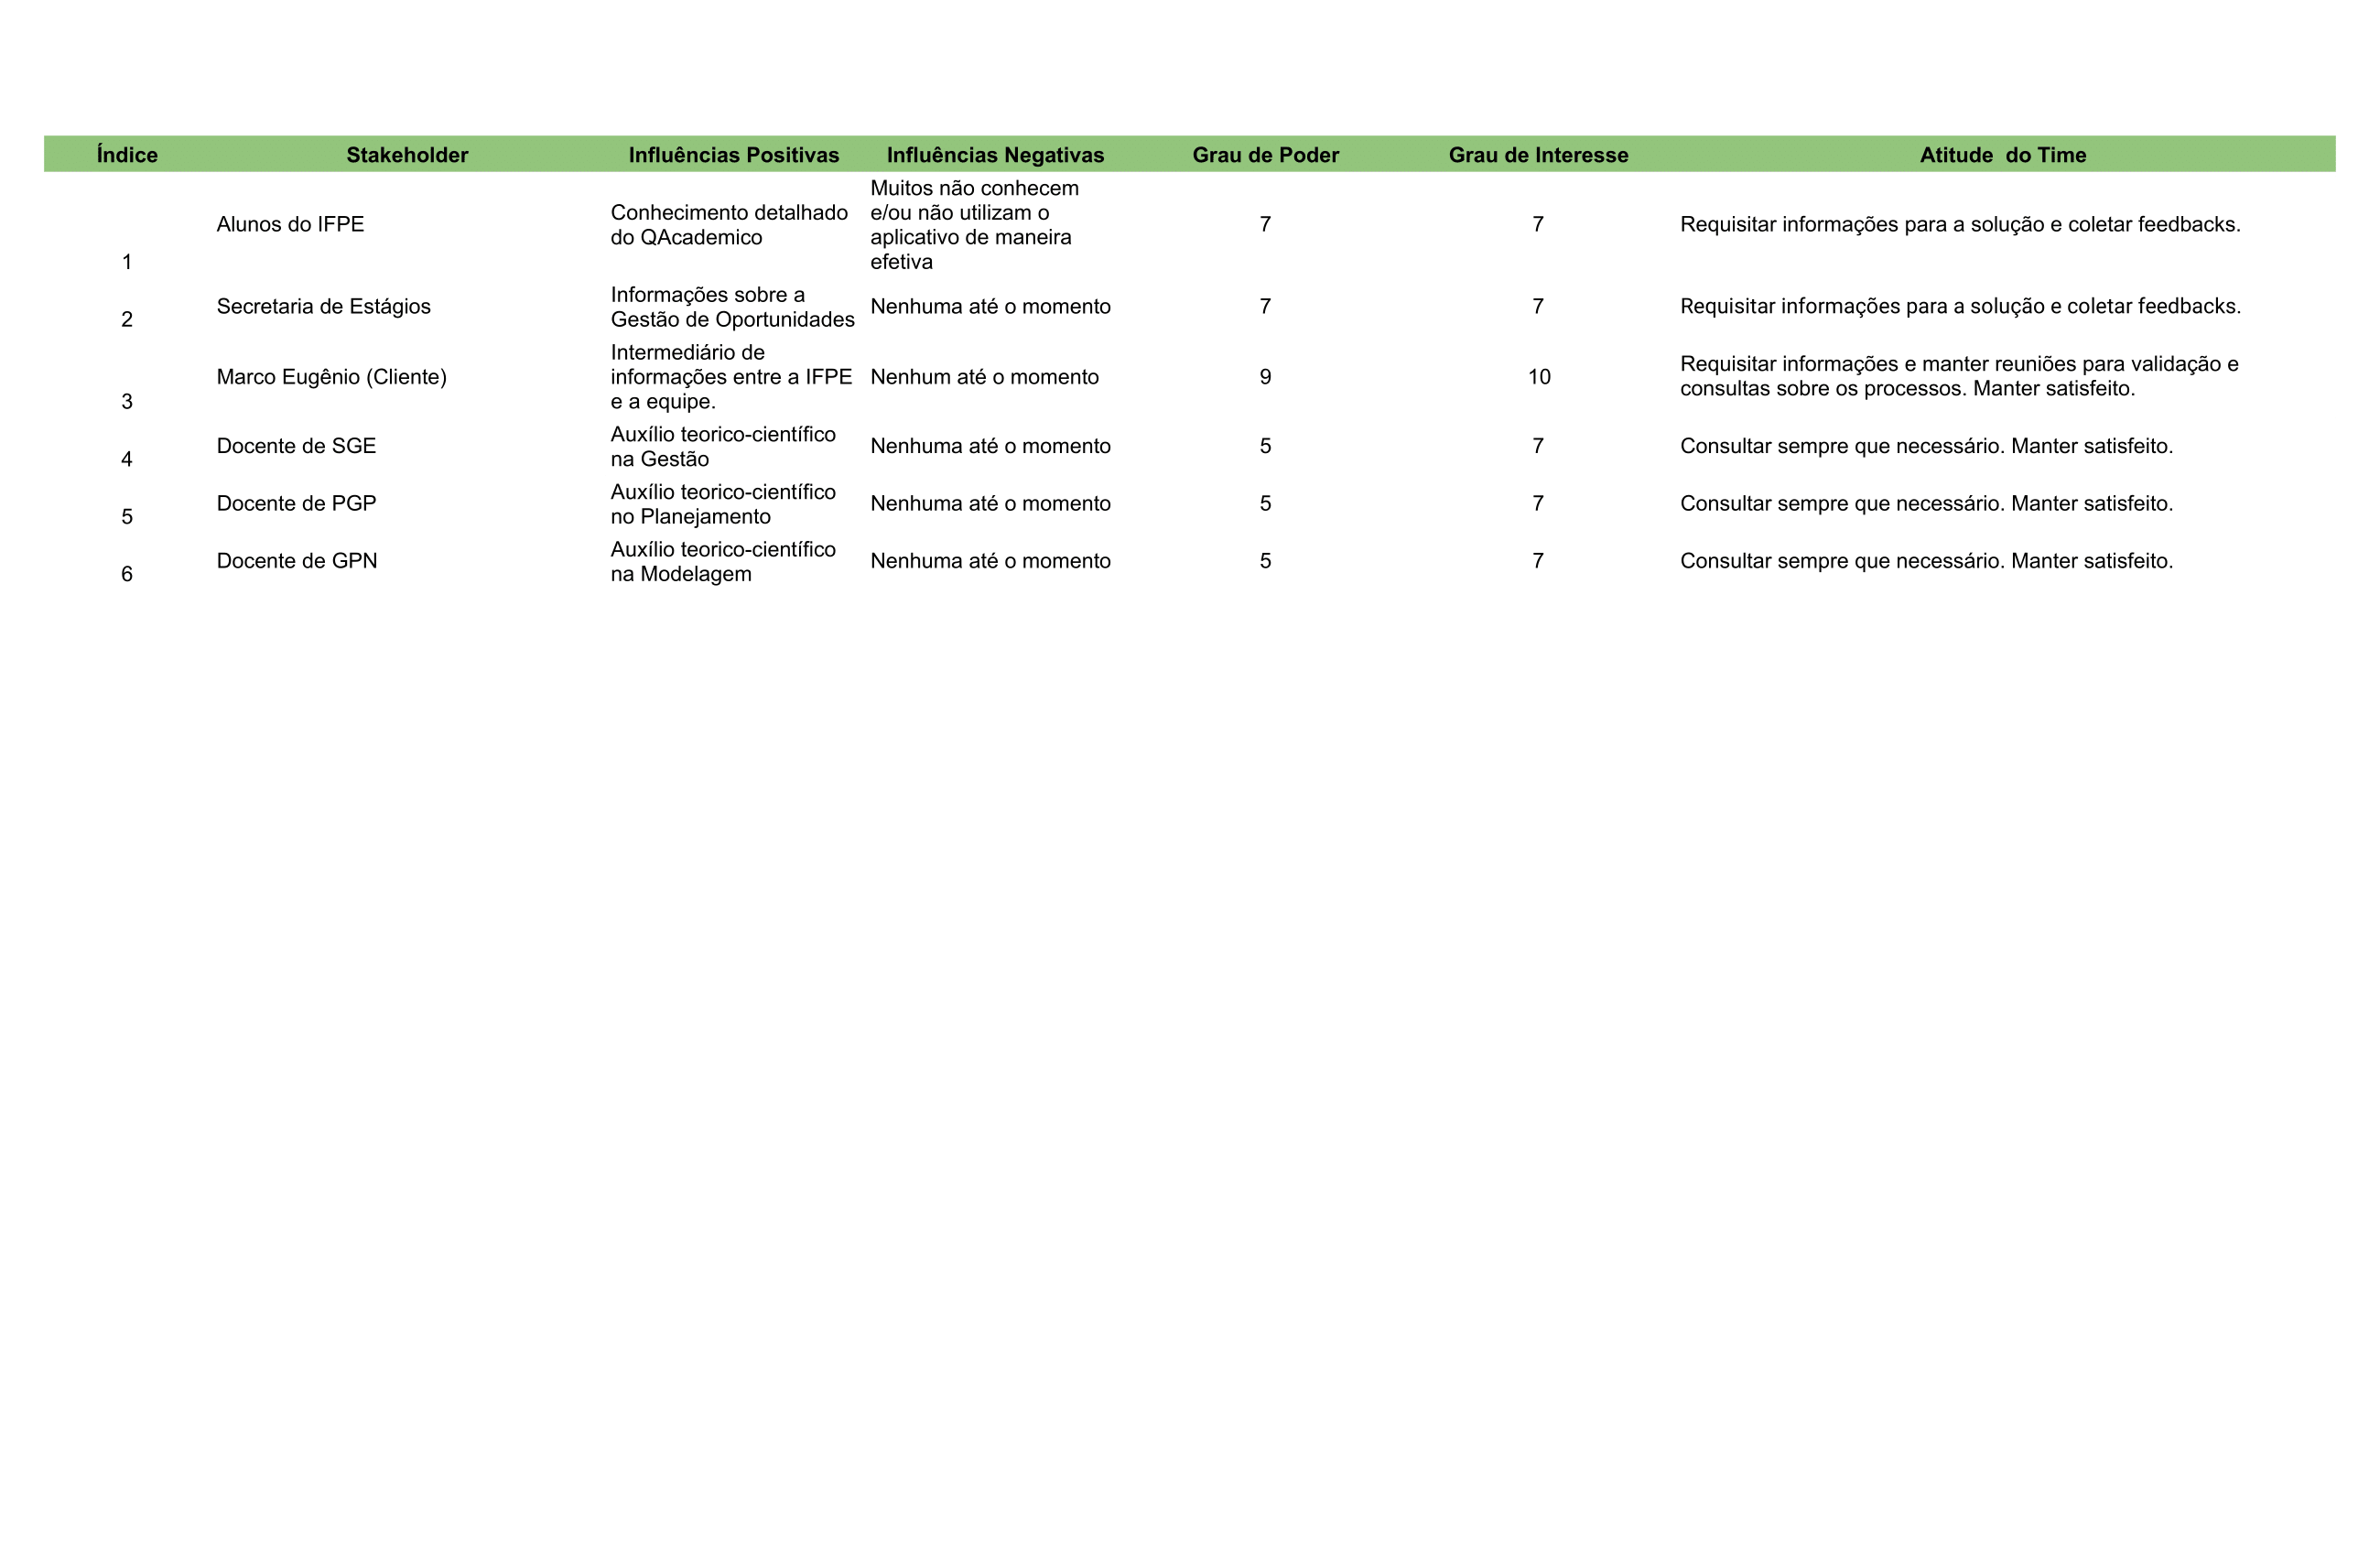 Índice Stakeholder Influências Positivas Influências Negativas Grau de Poder Grau de Interesse Atitude  do Time
1
Alunos do IFPE
Conhecimento detalhado
do QAcademico
Muitos não conhecem
e/ou não utilizam o
aplicativo de maneira
efetiva
7
7
Requisitar informações para a solução e coletar feedbacks.
2
Secretaria de Estágios
Informações sobre a
Gestão de Oportunidades
Nenhuma até o momento
7
7
Requisitar informações para a solução e coletar feedbacks.
3
Marco Eugênio (Cliente)
Intermediário de
informações entre a IFPE
e a equipe.
Nenhum até o momento
9
10
Requisitar informações e manter reuniões para validação e
consultas sobre os processos. Manter satisfeito.
4
Docente de SGE
Auxílio teorico-científico
na Gestão
Nenhuma até o momento
5
7
Consultar sempre que necessário. Manter satisfeito.
5
Docente de PGP
Auxílio teorico-científico
no Planejamento
Nenhuma até o momento
5
7
Consultar sempre que necessário. Manter satisfeito.
6
Docente de GPN
Auxílio teorico-científico
na Modelagem
Nenhuma até o momento
5
7
Consultar sempre que necessário. Manter satisfeito.